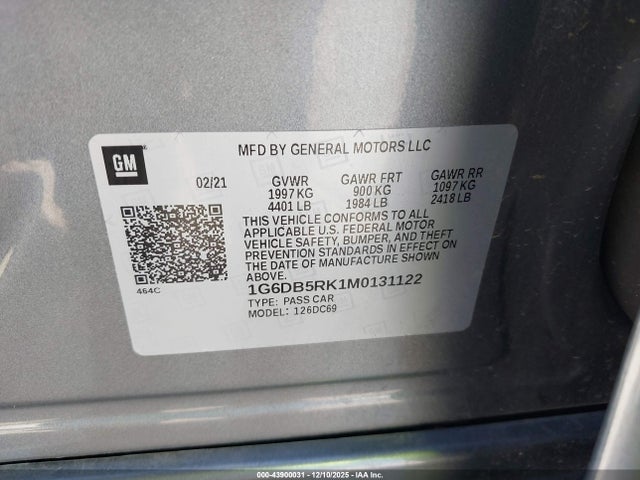 GM
MFD BY GENERAL MOTORS LLC
02/21 GVWR GAWR FRT GAWR RR
1997 KG 900 KG 1097 KG
4401 LB 1984 LB 2418 LB
THIS VEHICLE CONFORMS TO ALL
APPLICABLE U.S. FEDERAL MOTOR
VEHICLE SAFETY, BUMPER, AND THEFT
PREVENTION STANDARDS IN EFFECT ON
THE DATE OF MANUFACTURE SHOWN
ABOVE.
464C
1G6DB5RK1M0131122
TYPE: PASS CAR
MODEL: 126DC69
000-43900031 - 12/10/2025 - IAA Inc.